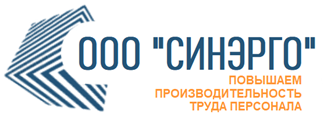 ООО "СИНЭРГО"
ПОВЫШАЕМ
ПРОИЗВОДИТЕЛЬНОСТЬ
ТРУДА ПЕРСОНАЛА